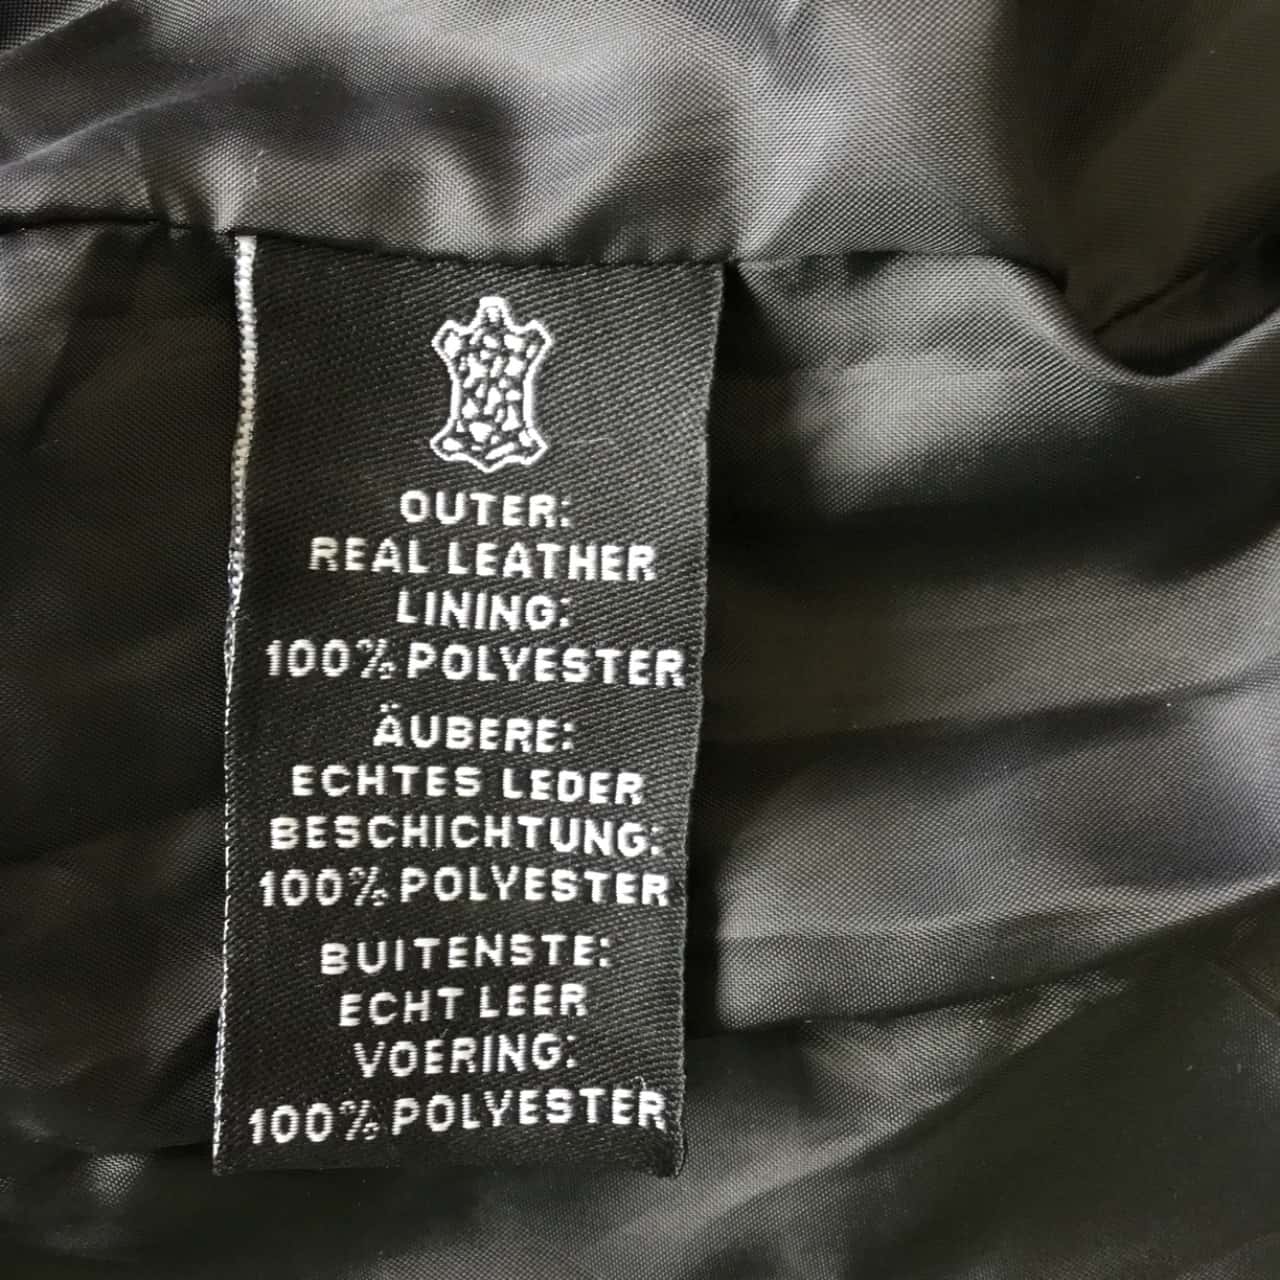 OUTER:
REAL LEATHER
LINING:
100% POLYESTER
ÄUBERE:
ECHTES LEDER
BESCHICHTUNG:
100% POLYESTER
BUITENSTE:
ECHT LEER
VOERING:
100% POLYESTER